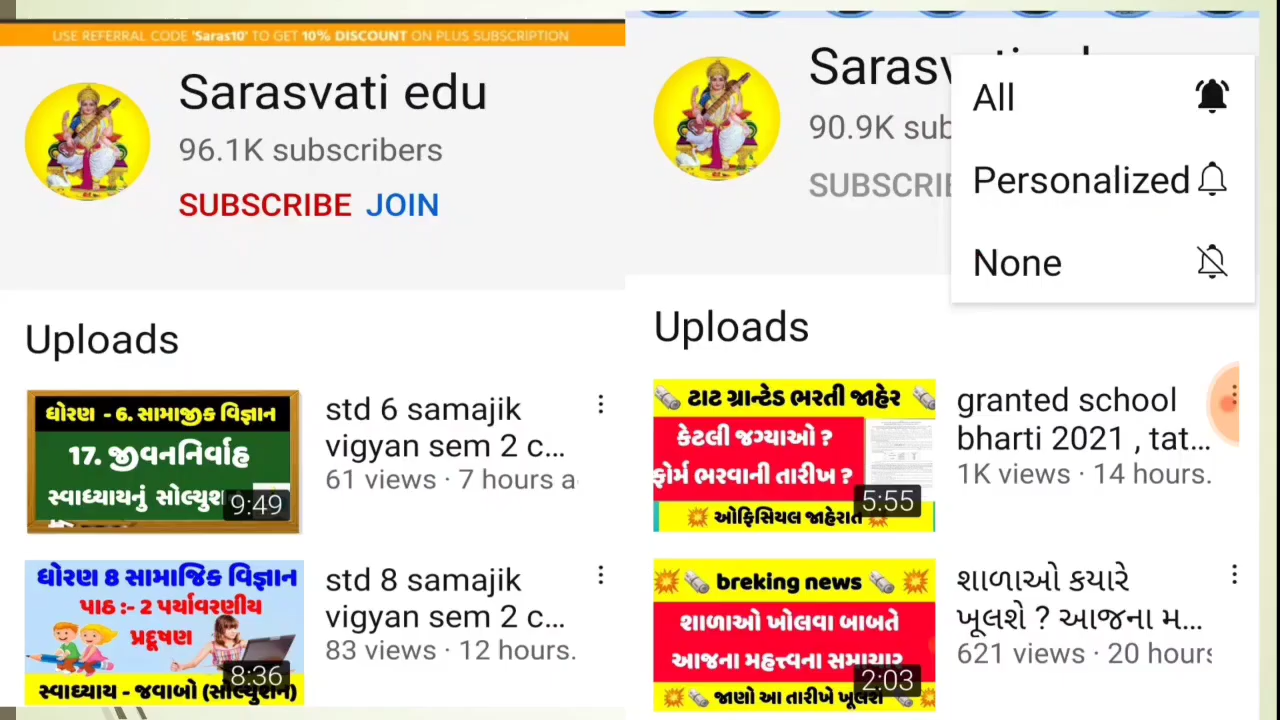 USE REFERRAL CODE 'Saras10' TO GET 10% DISCOUNT ON PLUS SUBSCRIPTION
Sarasvati edu
96.1K subscribers
SUBSCRIBE JOIN
Uploads
ધોરણ - 6. સામાજીક વિજ્ઞાન
17. જીવનનિર્વાહ
સ્વાધ્યાયનું
9:49
std 6 samajik
vigyan sem 2 c...
61 views · 7 hours a
ધોરણ 8 સામાજિક વિજ્ઞાન
પાઠ :- 2 પર્યાવરણીય
પ્રદૂષણ
8:36
સ્વાધ્યાય - જવાબો (સોલ્યુશન)
std 8 samajik
vigyan sem 2 c...
83 views · 12 hours.
90.9K sub
SUBSCRIBE
All
Personalized
None
Uploads
ટાટ ગ્રાન્ટેડ ભરતી જાહેર
કેટલી જગ્યાઓ ?
ફોર્મ ભરવાની તારીખ ?
5:55
ઓફિસિયલ જાહેરાત
granted school
bharti 2021 , tat...
1K views · 14 hours.
breking news
શાળાઓ ખોલવા બાબતે
આજના મહત્ત્વના સમાચાર
2:03
જાણો આ તારીખે ખૂલશે
શાળાઓ કયારે
ખૂલશે ? આજના મ...
621 views · 20 hours